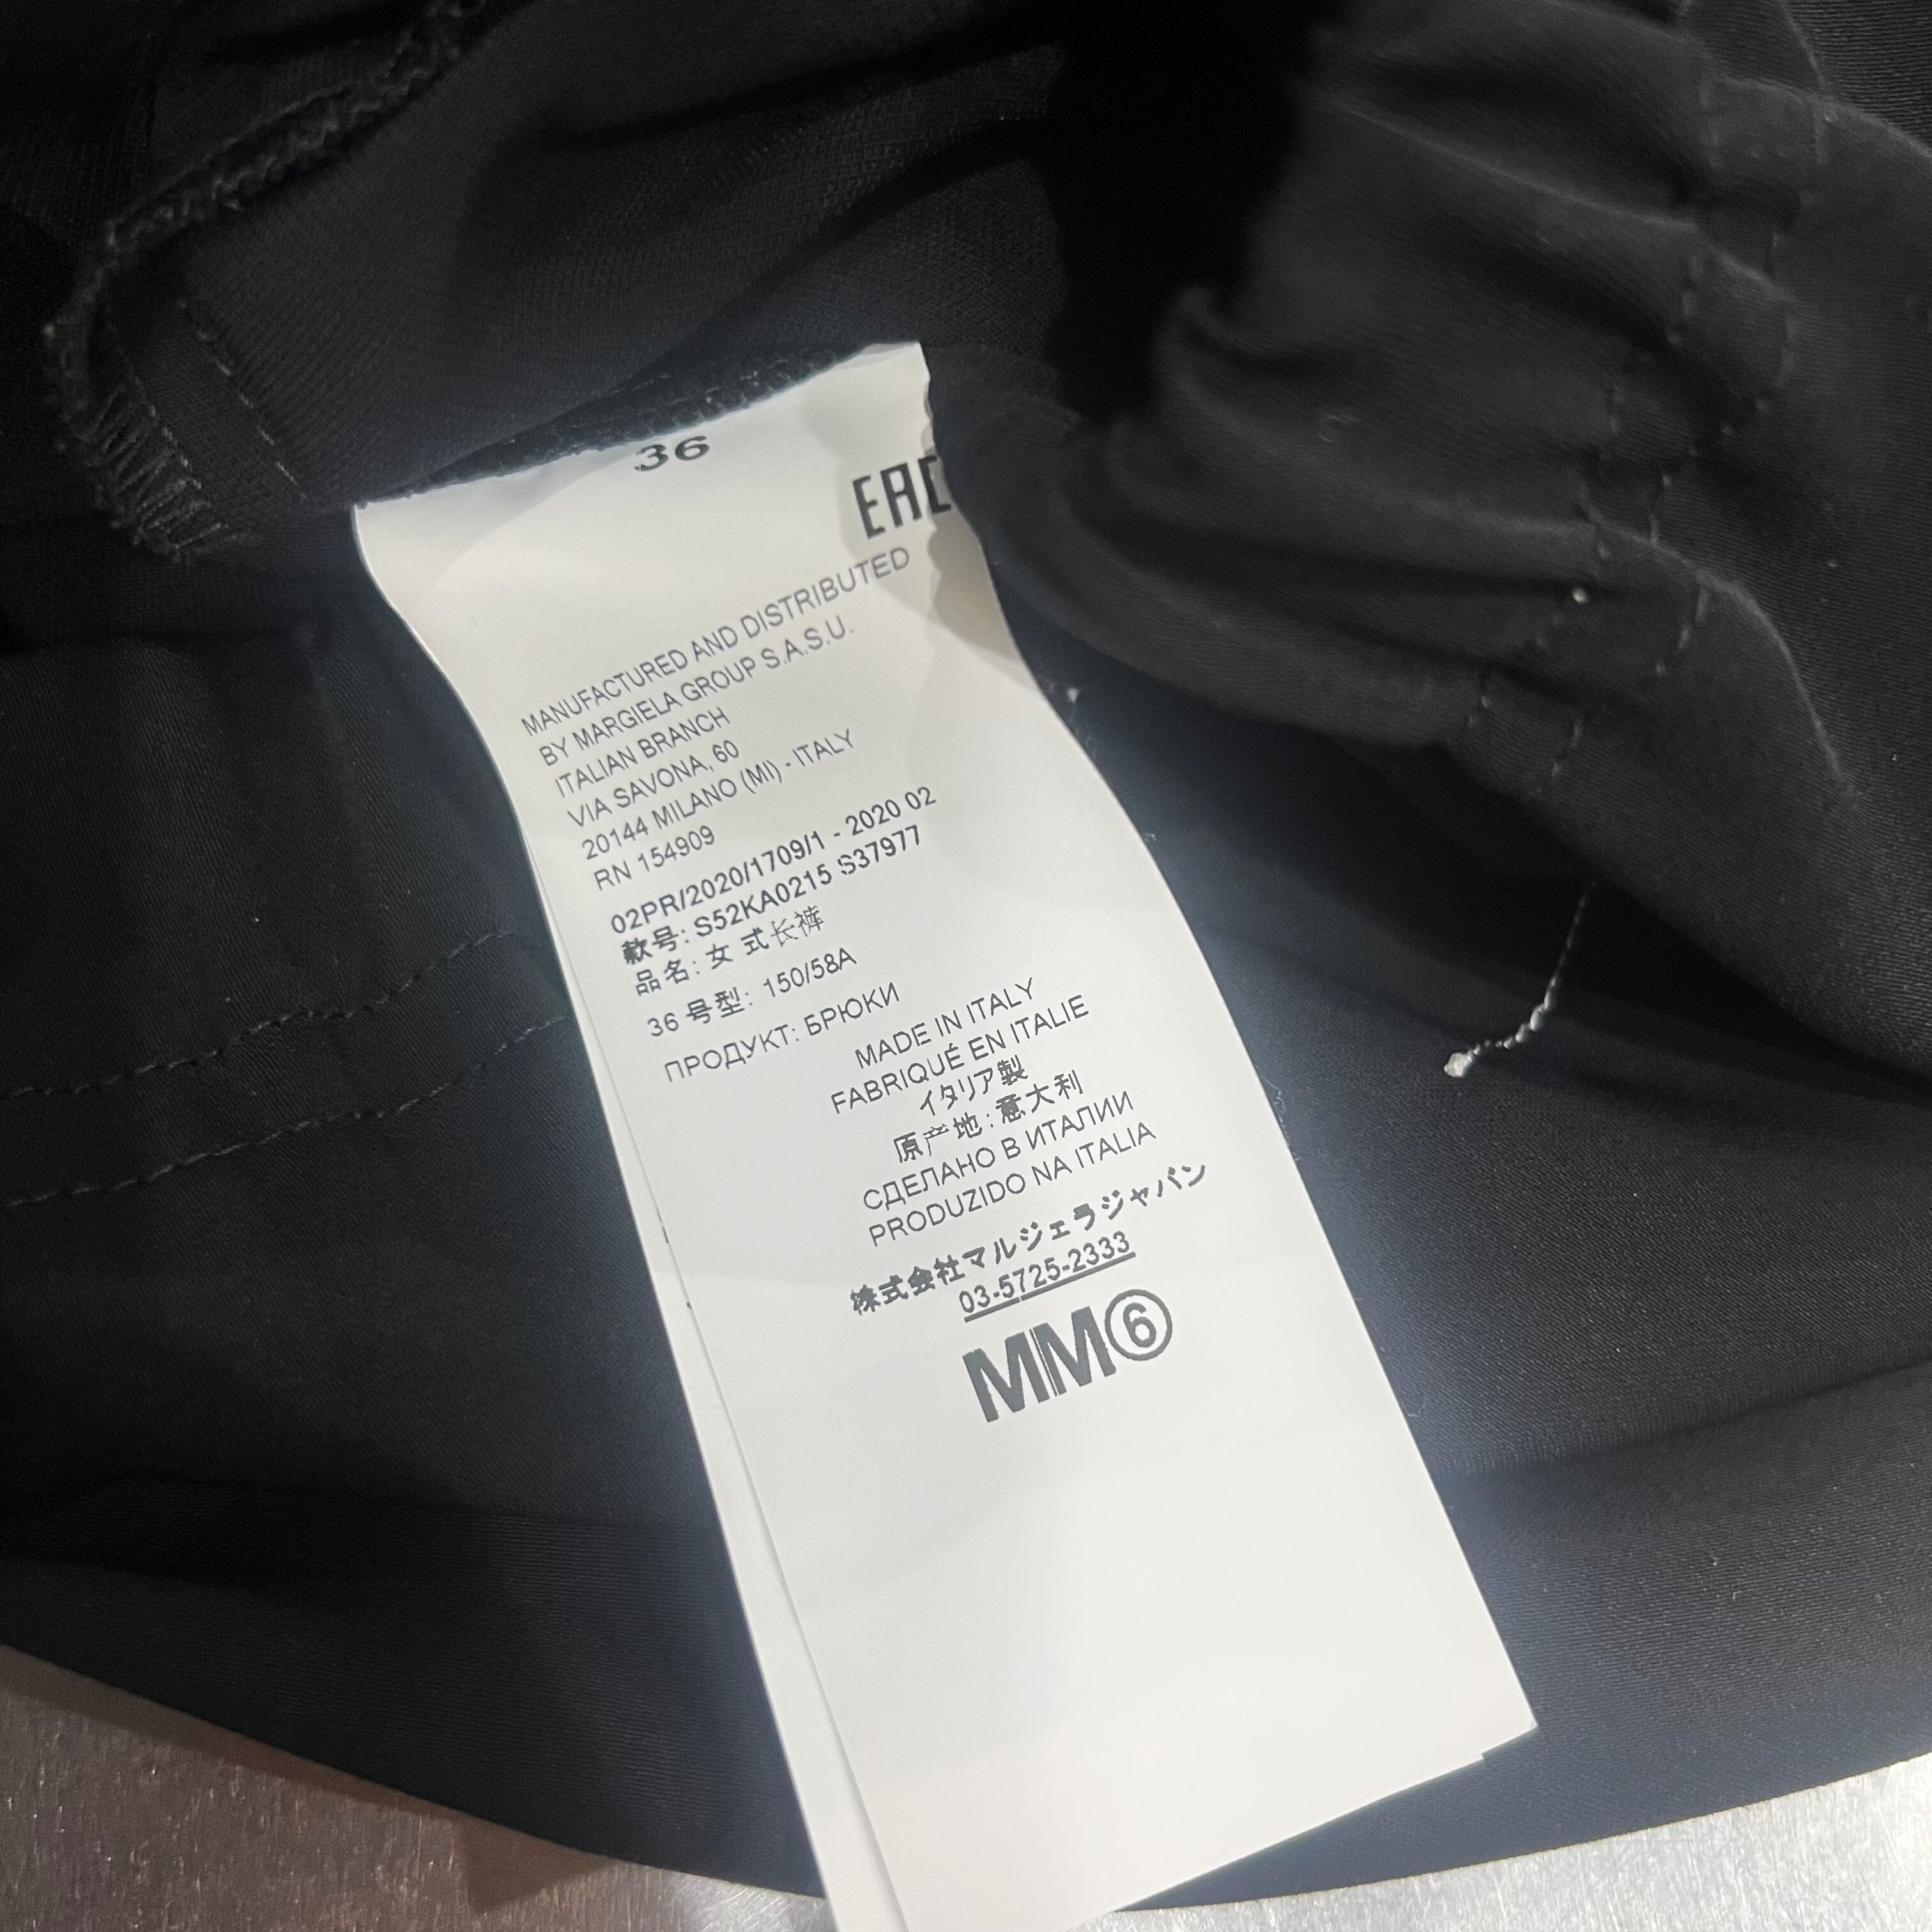 36
EAC
MANUFACTURED AND DISTRIBUTED
BY MARGIELA GROUP S.A.S.U.
ITALIAN BRANCH
VIA SAVONA, 60
20144 MILANO (MI) - ITALY
RN 154909
02PR/2020/1709/1 - 2020 02
款号: S52KA0215 S37977
品名: 女 式长裤
36 号型: 150/58A
ПРОДУКТ: БРЮКИ
MADE IN ITALY
FABRIQUÉ EN ITALIE
イタリア製
原产地:意大利
СДЕЛАНО В ИТАЛИИ
PRODUZIDO NA ITALIA
株式会社マルジェラジャパン
03-5725-2333
MM⑥